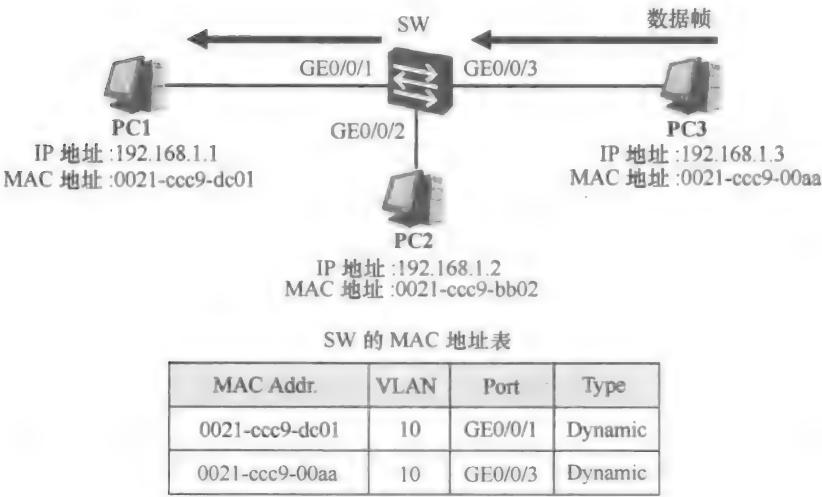 SW
数据帧
GE0/0/1
GE0/0/3
PC1
IP 地址 :192.168.1.1
MAC 地址 :0021-ccc9-dc01
GE0/0/2
PC3
IP 地址 :192.168.1.3
MAC 地址 :0021-ccc9-00aa
PC2
IP 地址 :192.168.1.2
MAC 地址 :0021-ccc9-bb02
SW 的 MAC 地址表
MAC Addr. VLAN Port Type
0021-ccc9-dc01 10 GE0/0/1 Dynamic
0021-ccc9-00aa 10 GE0/0/3 Dynamic